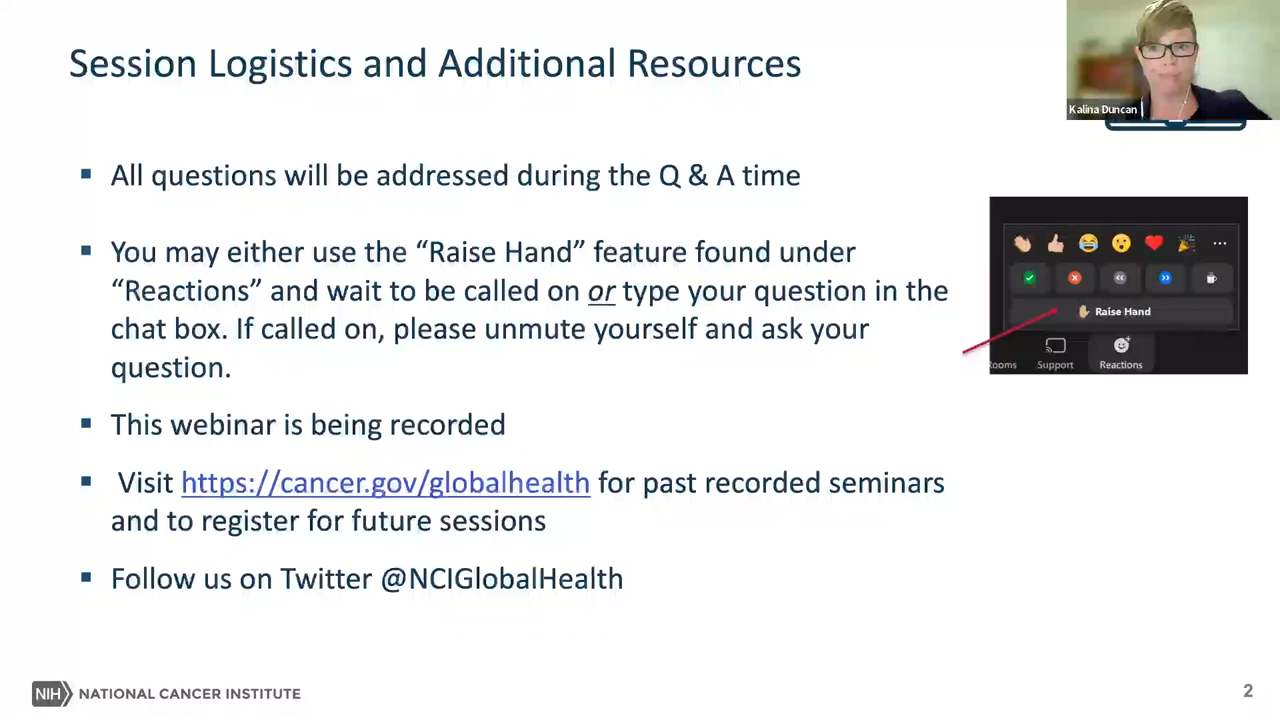 Session Logistics and Additional Resources
Kalina Duncan
▪ All questions will be addressed during the Q & A time
▪ You may either use the “Raise Hand” feature found under
“Reactions” and wait to be called on or type your question in the
chat box. If called on, please unmute yourself and ask your
question.
Raise Hand
ooms Support Reactions
▪ This webinar is being recorded
▪ Visit https://cancer.gov/globalhealth for past recorded seminars
and to register for future sessions
▪ Follow us on Twitter @NCIGlobalHealth
NIH NATIONAL CANCER INSTITUTE
2